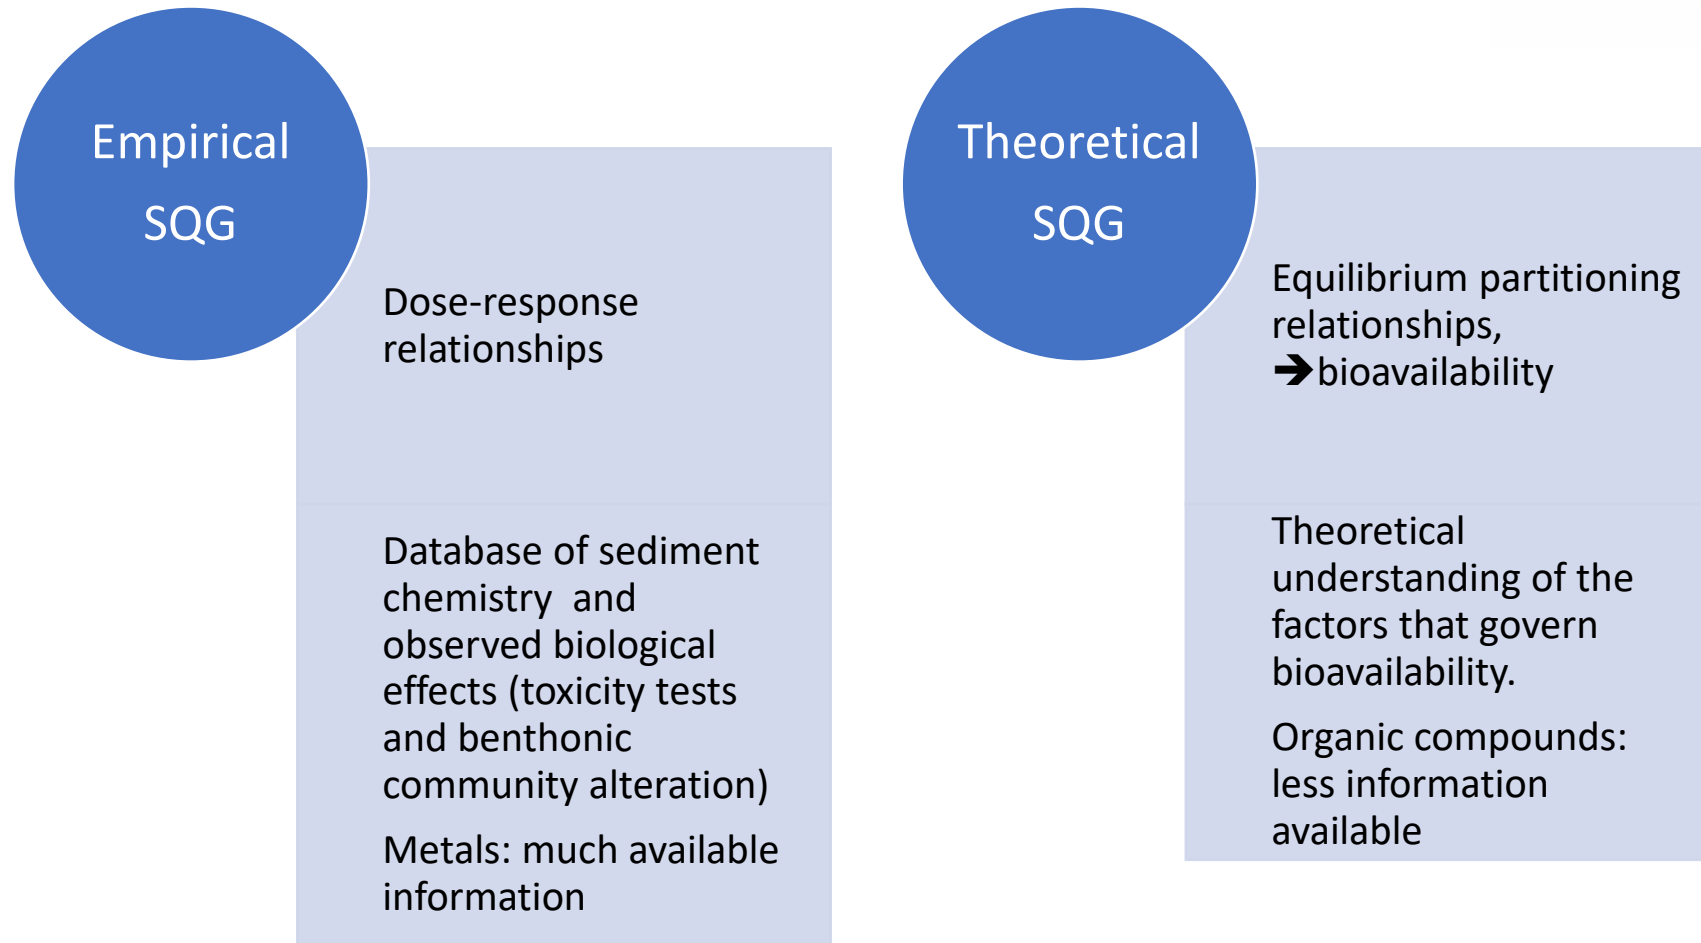 Empirical
SQG
Dose-response
relationships
Database of sediment
chemistry  and
observed biological
effects (toxicity tests
and benthonic
community alteration)
Metals: much available
information
Theoretical
SQG
Equilibrium partitioning
relationships,
➔bioavailability
Theoretical
understanding of the
factors that govern
bioavailability.
Organic compounds:
less information
available